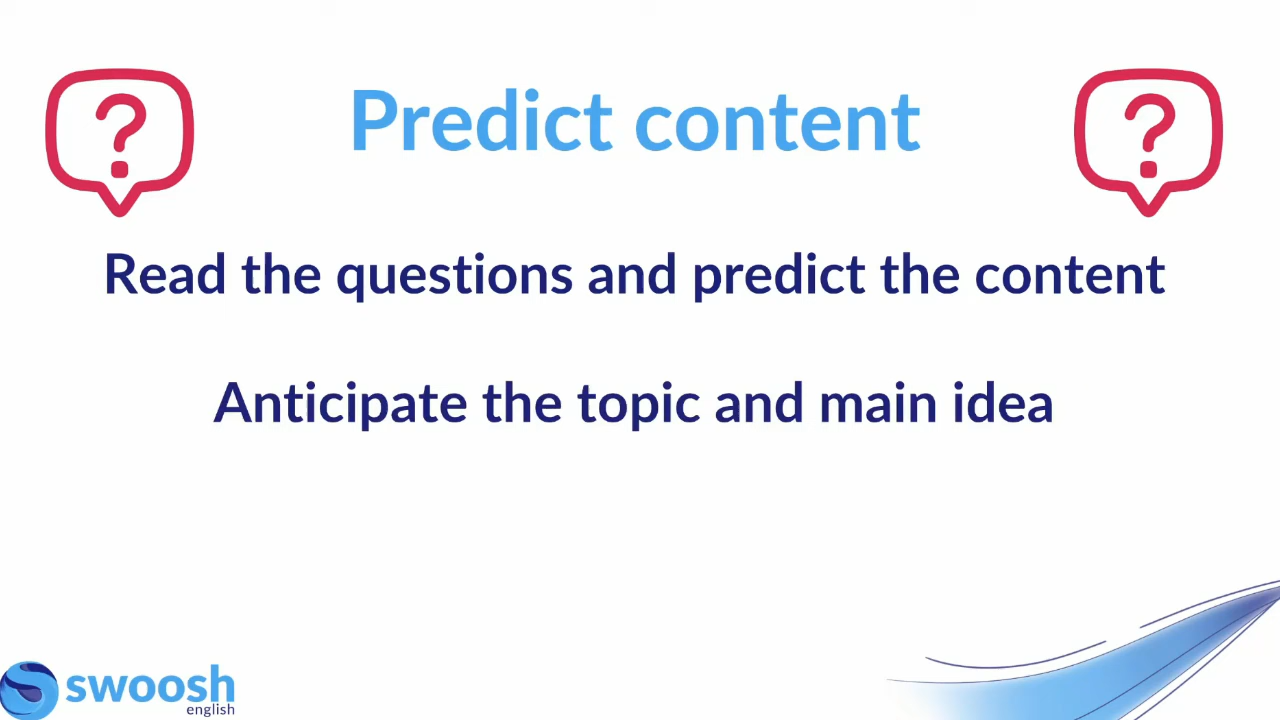 Predict content
Read the questions and predict the content
Anticipate the topic and main idea
swoosh
english